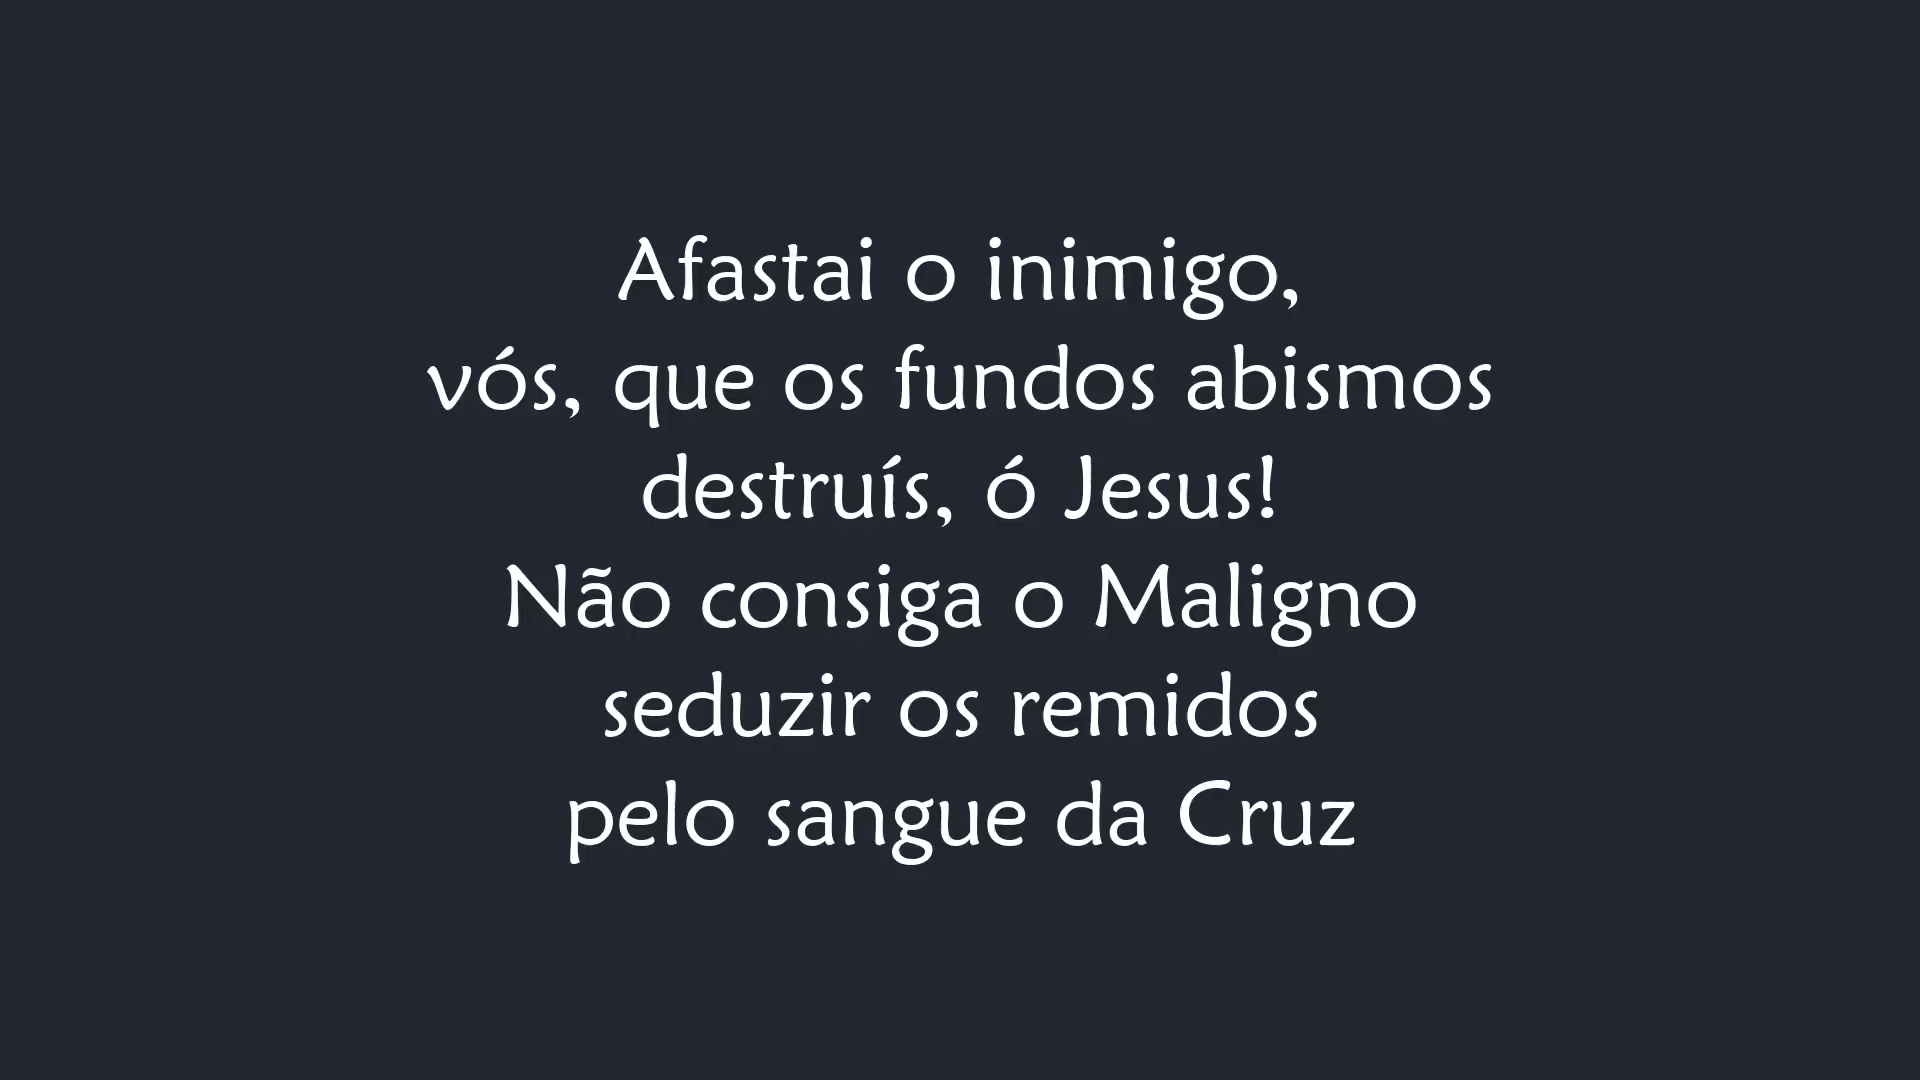 Afastai o inimigo,
vós, que os fundos abismos
destruís, ó Jesus!
Não consiga o Maligno
seduzir os remidos
pelo sangue da Cruz